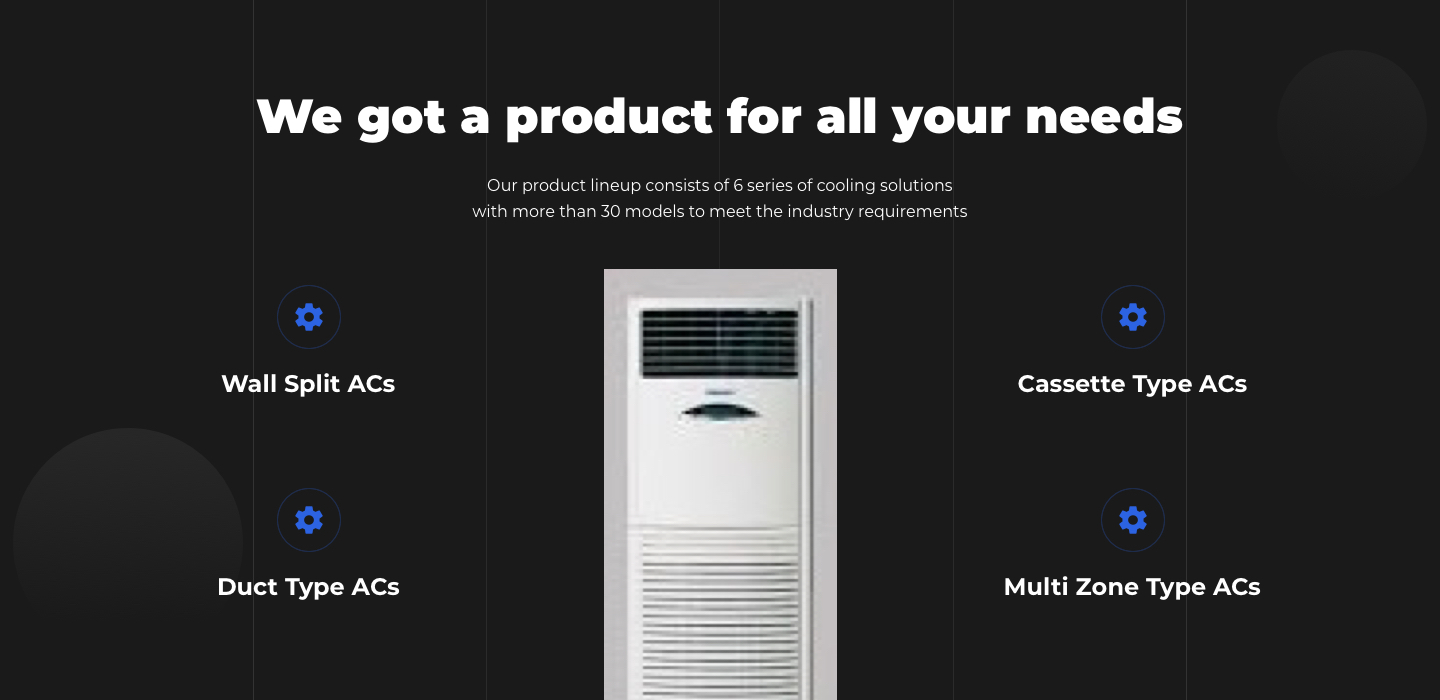 We got a product for all your needs
Our product lineup consists of 6 series of cooling solutions
with more than 30 models to meet the industry requirements
Wall Split ACs
Cassette Type ACs
Duct Type ACs
Multi Zone Type ACs